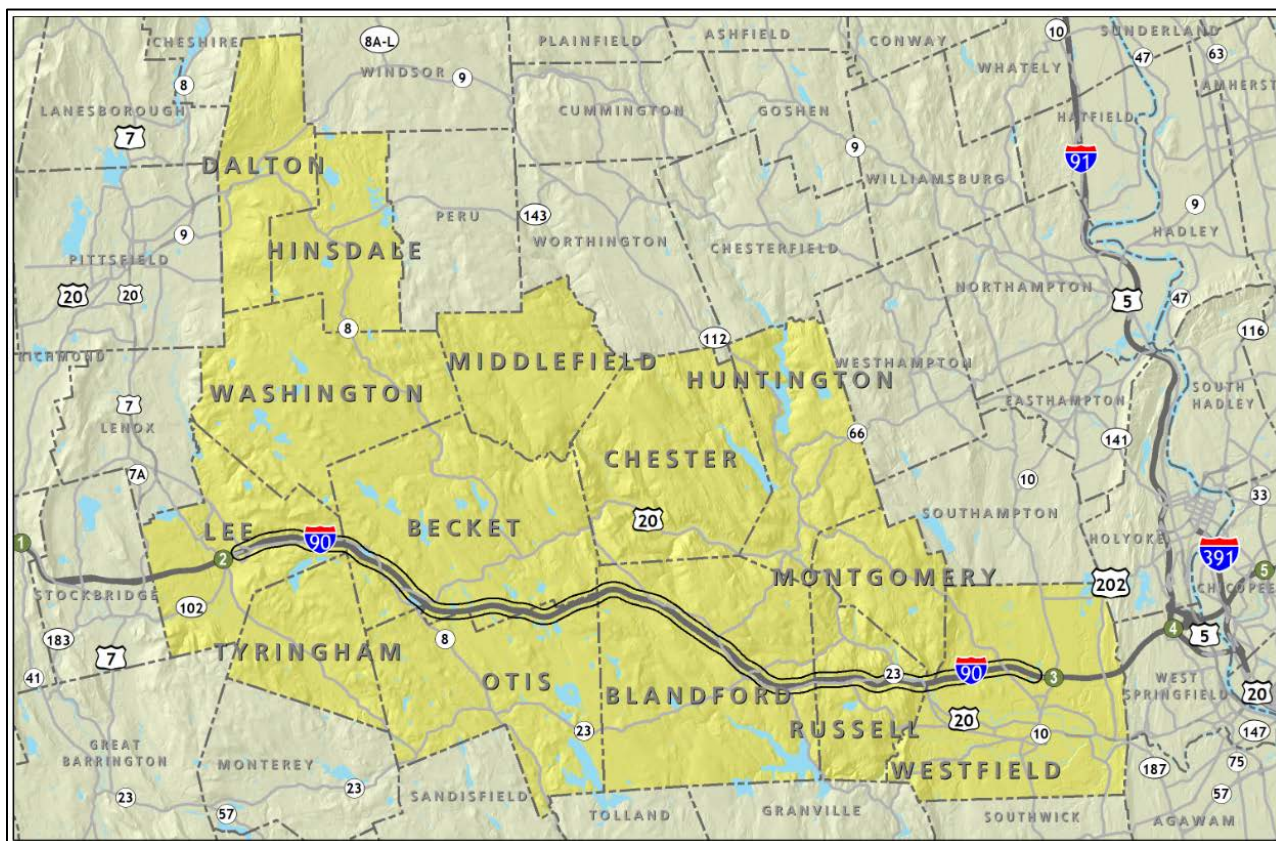 CHESHIRE
8A-L
PLAINFIELD
ASHFIELD
CONWAY
10
SUNDERLAND
47
63
8
WINDSOR
9
WHATELY
AMHERST
LANESBOROUGH
7
CUMMINGTON
GOSHEN
HATFIELD
DALTON
9
91
WILLIAMSBURG
PERU
143
9
9
WORTHINGTON
CHESTERFIELD
HADLEY
HINSDALE
PITTSFIELD
20
20
NORTHAMPTON
5
47
8
112
116
RICHMOND
MIDDLEFIELD
WESTHAMPTON
HUNTINGTON
WASHINGTON
SOUTH
HADLEY
EASTHAMPTON
7
LENOX
66
141
CHESTER
7A
10
33
LEE
BECKET
20
SOUTHAMPTON
90
HOLYOKE
1
2
391
5
CHICOPEE
MONTGOMERY
202
STOCKBRIDGE
102
183
8
4
5
7
TYRINGHAM
41
OTIS
23
90
3
WEST
SPRINGFIELD
BLANDFORD
20
20
RUSSELL
23
10
147
GREAT
BARRINGTON
MONTEREY
WESTFIELD
187
75
23
23
SANDISFIELD
57
57
TOLLAND
GRANVILLE
SOUTHWICK
AGAWAM